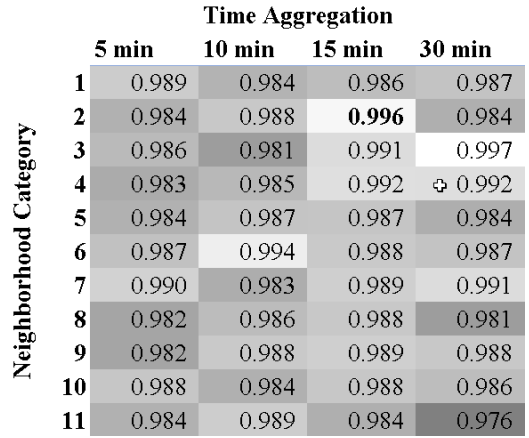 Time Aggregation
5 min 10 min 15 min 30 min
Neighborhood Category
1 0.989 0.984 0.986 0.987
2 0.984 0.988 0.996 0.984
3 0.986 0.981 0.991 0.997
4 0.983 0.985 0.992 0.992
5 0.984 0.987 0.987 0.984
6 0.987 0.994 0.988 0.987
7 0.990 0.983 0.989 0.991
8 0.982 0.986 0.988 0.981
9 0.982 0.988 0.989 0.988
10 0.988 0.984 0.988 0.986
11 0.984 0.989 0.984 0.976